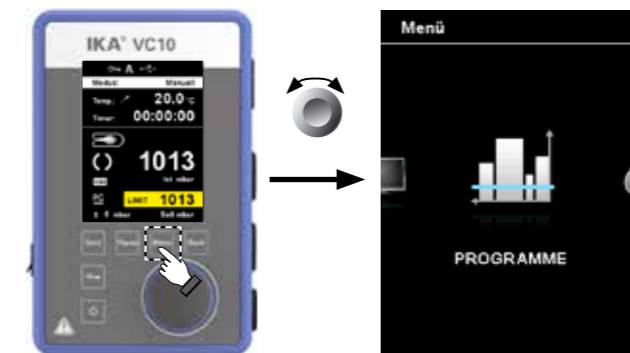 IKA® VC10
A
Modus: Manuell
Temp.: 20.0 °C
Timer: 00:00:00
1013
Ist mbar
LIMIT 1013
± 5 mbar Soll mbar
Menü
PROGRAMME